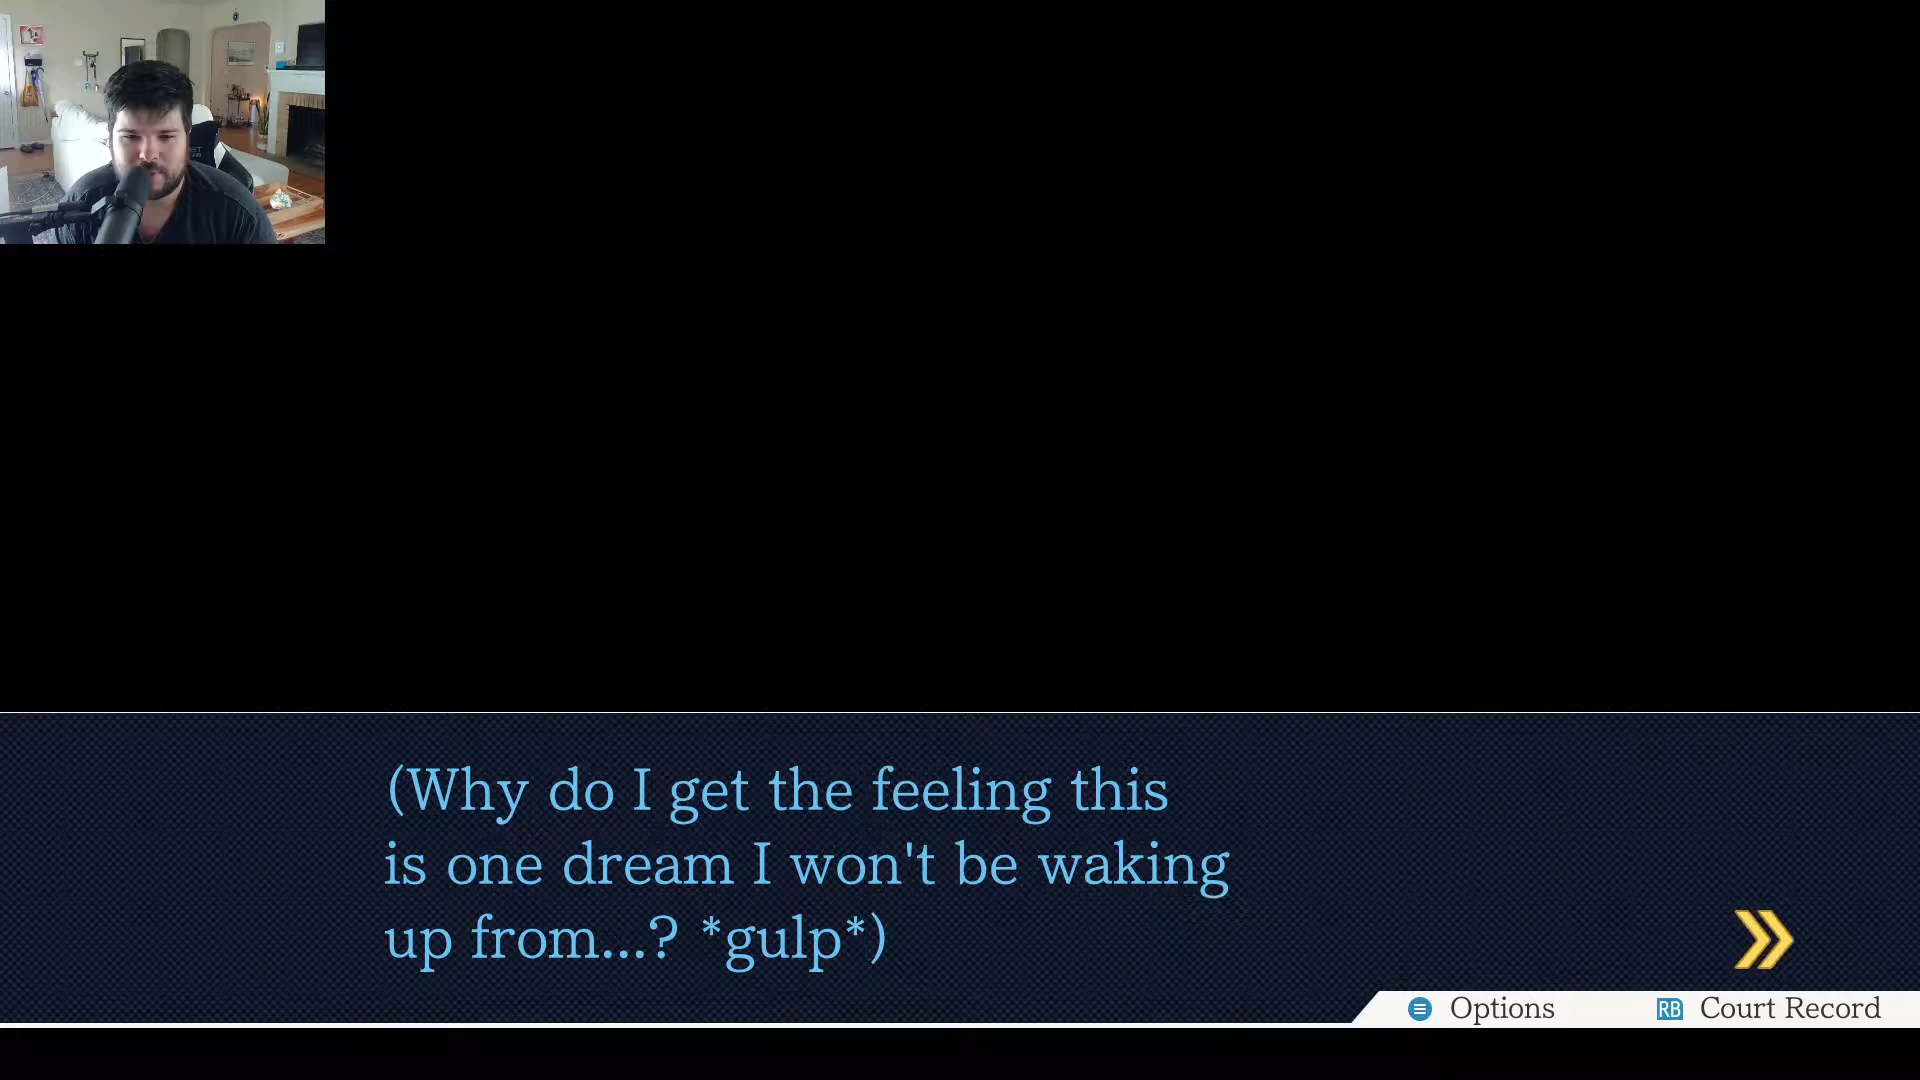 (Why do I get the feeling this
is one dream I won't be waking
up from...? *gulp*)
Options
RB Court Record